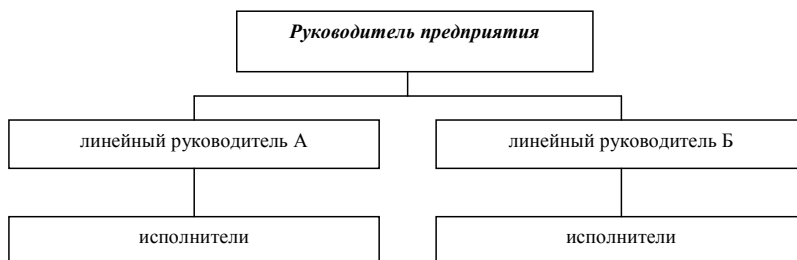 Руководитель предприятия
линейный руководитель А
линейный руководитель Б
исполнители
исполнители